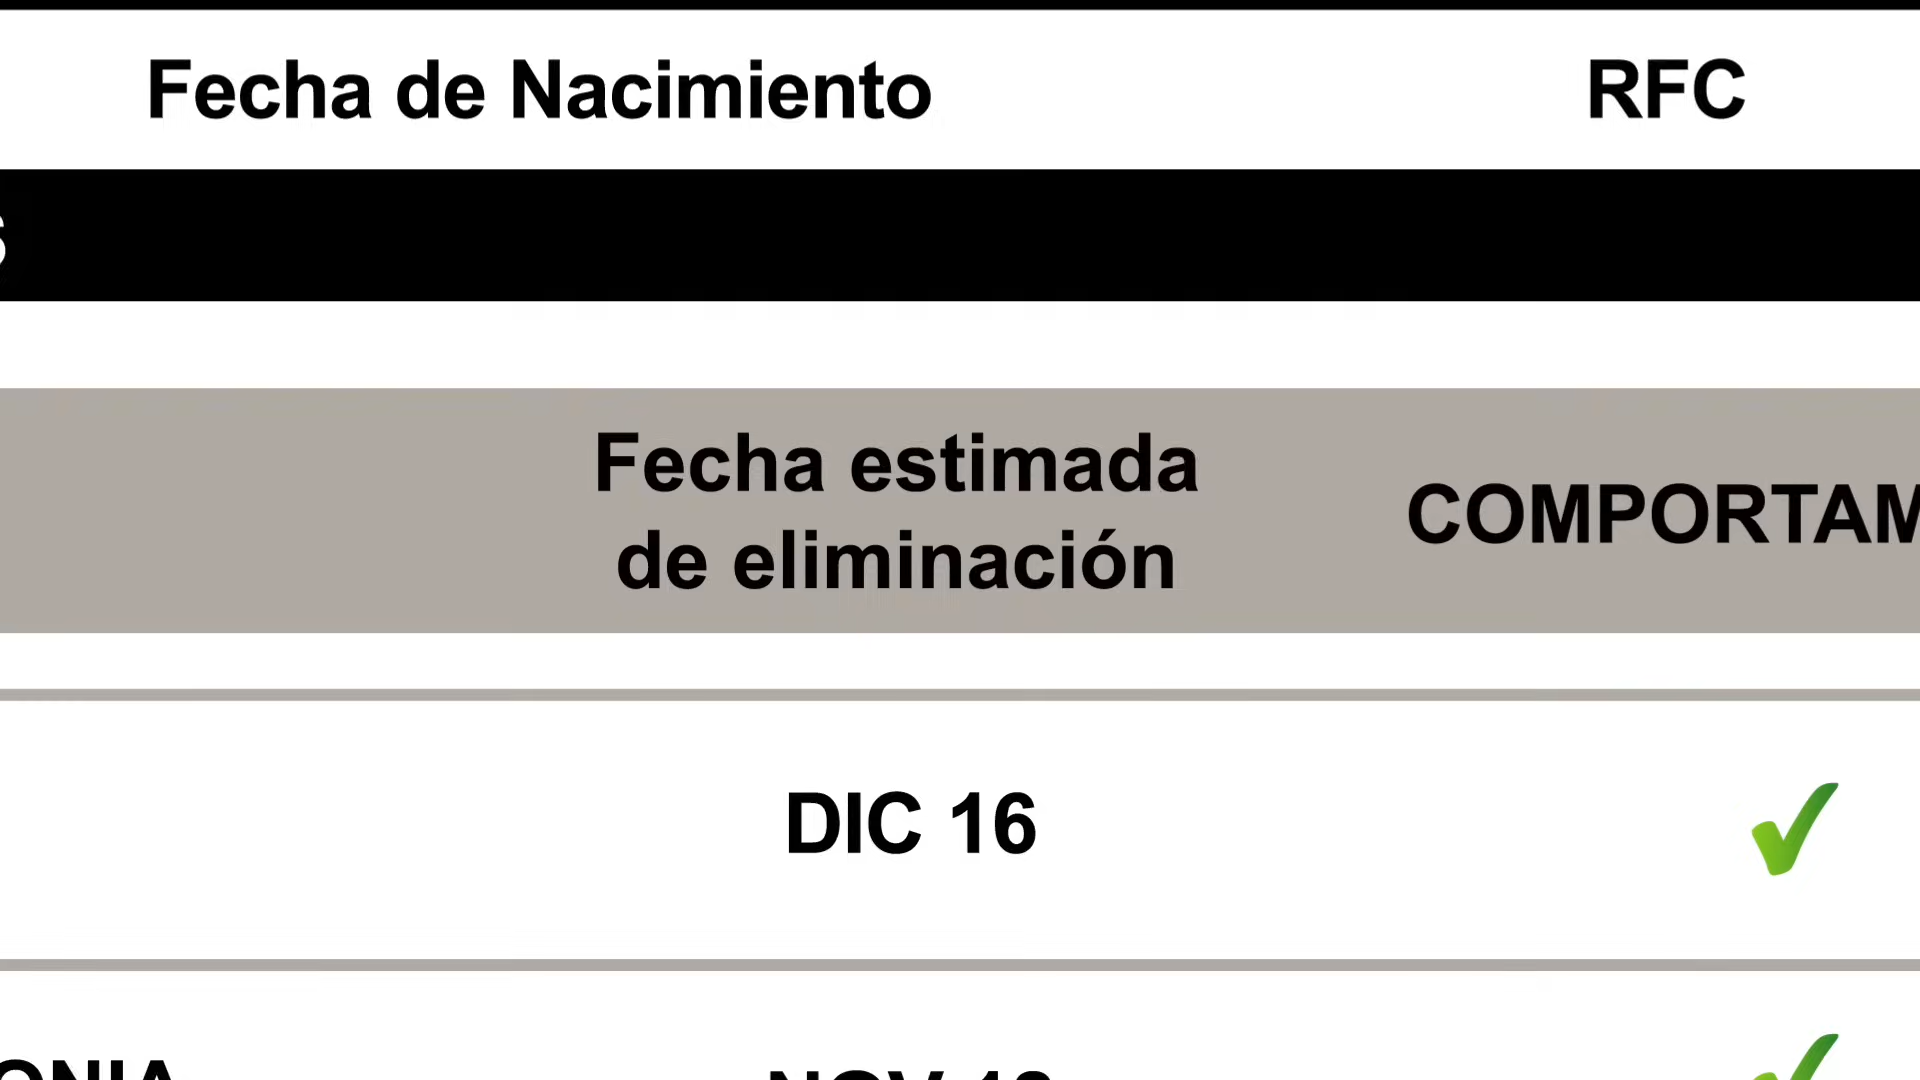 Fecha de Nacimiento RFC
Fecha estimada
de eliminación
COMPORTAM
DIC 16